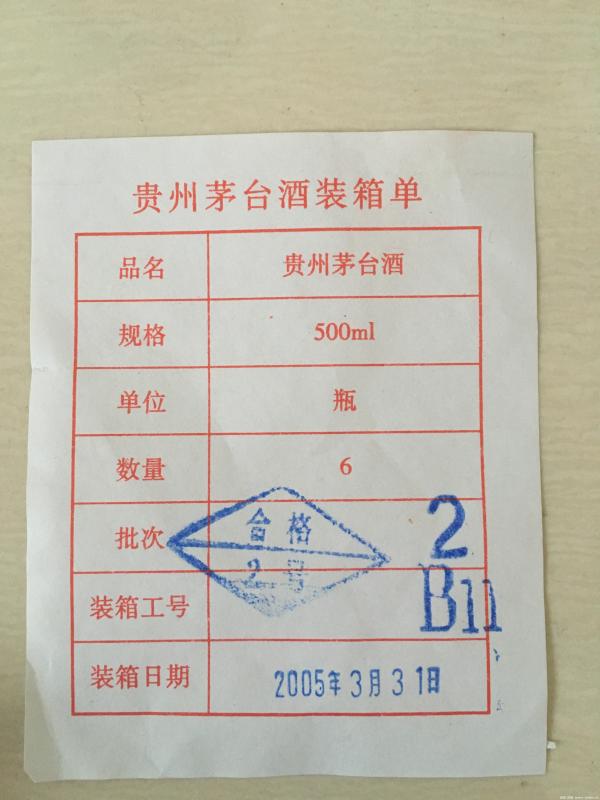 贵州茅台酒装箱单
品名 贵州茅台酒
规格 500ml
单位 瓶
数量 6
批次 2
合格
2号
装箱工号 B11
装箱日期 2005年3月31日